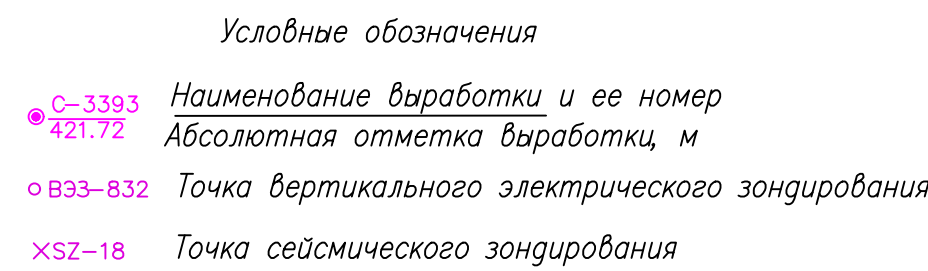 Условные обозначения
С-3393 Наименование выработки и ее номер
421.72 Абсолютная отметка выработки, м
ВЭЗ-832 Точка вертикального электрического зондирования
SZ-18 Точка сейсмического зондирования